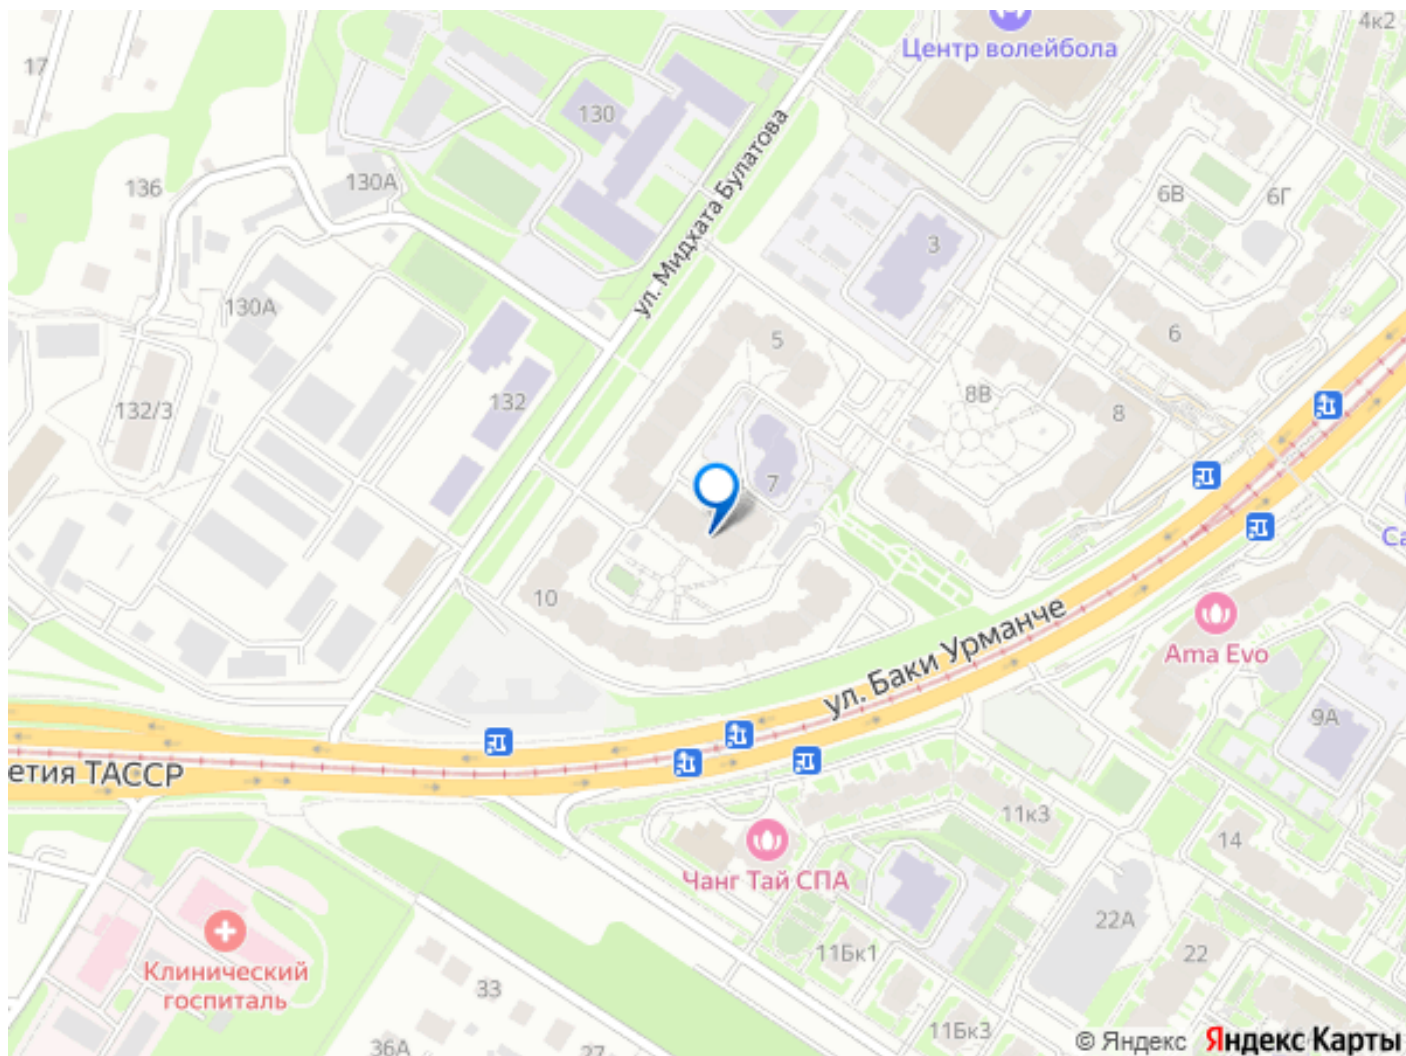 4к2
Центр волейбола
17
130
ул. Мидхата Булатова
136
130А
6В
6Г
3
130А
5
6
132
8В
8
132/3
7
Са
10
ул. Баки Урманче
Ama Evo
9А
етия ТАССР
11к3
14
Чанг Тай СПА
22А
11Бк1
22
Клинический
госпиталь
33
11Бк3
36А
27
© Яндекс Яндекс Карты